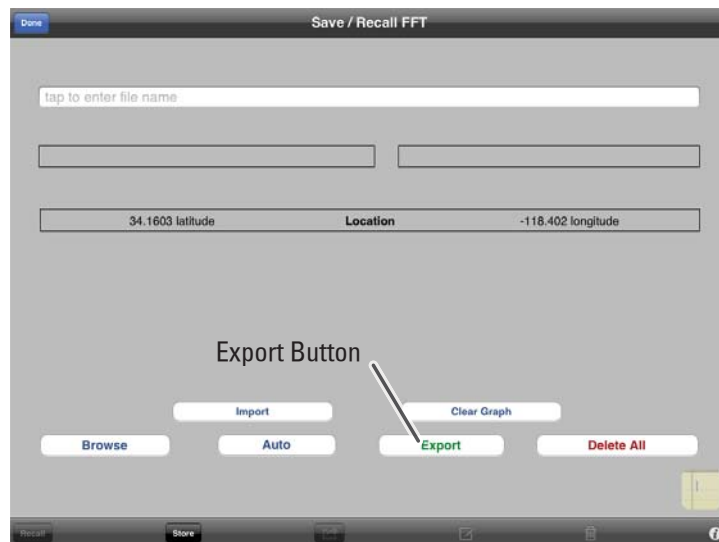 Done
Save / Recall FFT
tap to enter file name
34.1603 latitude Location -118.402 longitude
Export Button
Import Clear Graph
Browse Auto Export Delete All
Recall Store